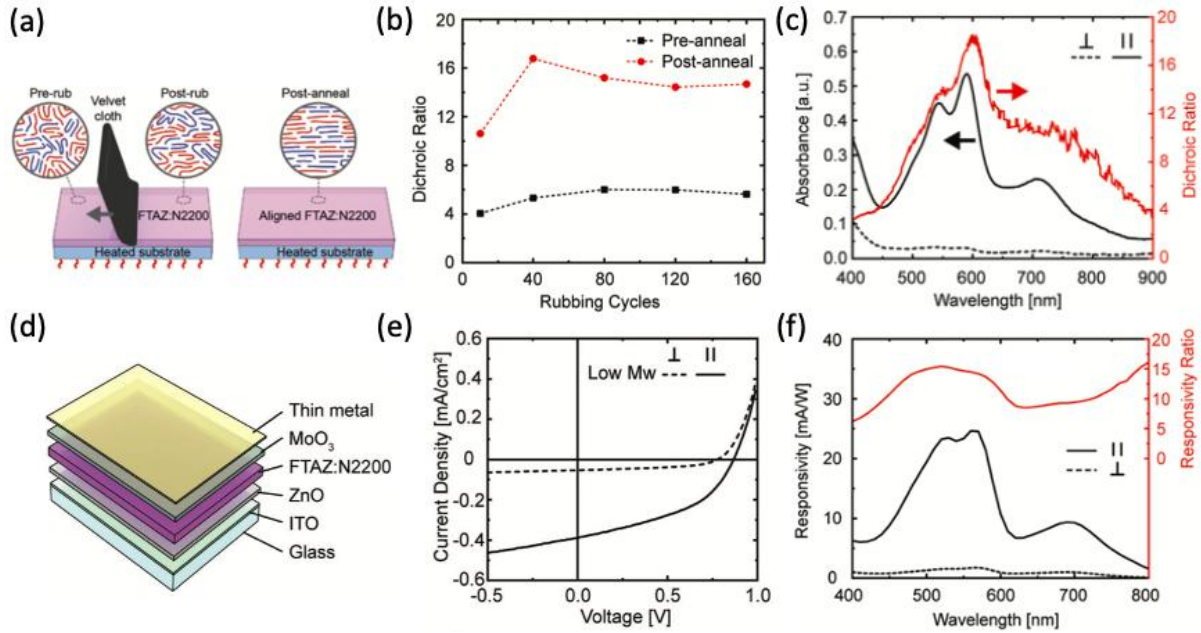 (a)
Pre-rub
Velvet
cloth
Post-rub
Post-anneal
FTAZ:N2200
Aligned FTAZ:N2200
Heated substrate
Heated substrate
(b)
20
16
12
8
4
0
0 40 80 120 160
Dichroic Ratio
Rubbing Cycles
Pre-anneal
Post-anneal
(c)
0.7
0.6
0.5
0.4
0.3
0.2
0.1
0.0
Absorbance [a.u.]
⊥ ||
20
16
12
8
4
0
Dichroic Ratio
400 500 600 700 800 900
Wavelength [nm]
(d)
Thin metal
MoO₃
FTAZ:N2200
ZnO
ITO
Glass
(e)
0.6
0.4
0.2
0
-0.2
-0.4
-0.6
Current Density [mA/cm²]
⊥ ||
Low Mw
-0.5 0.0 0.5 1.0
Voltage [V]
(f)
40
30
20
10
0
Responsivity [mA/W]
||
⊥
20
15
10
5
0
Responsivity Ratio
400 500 600 700 800
Wavelength [nm]